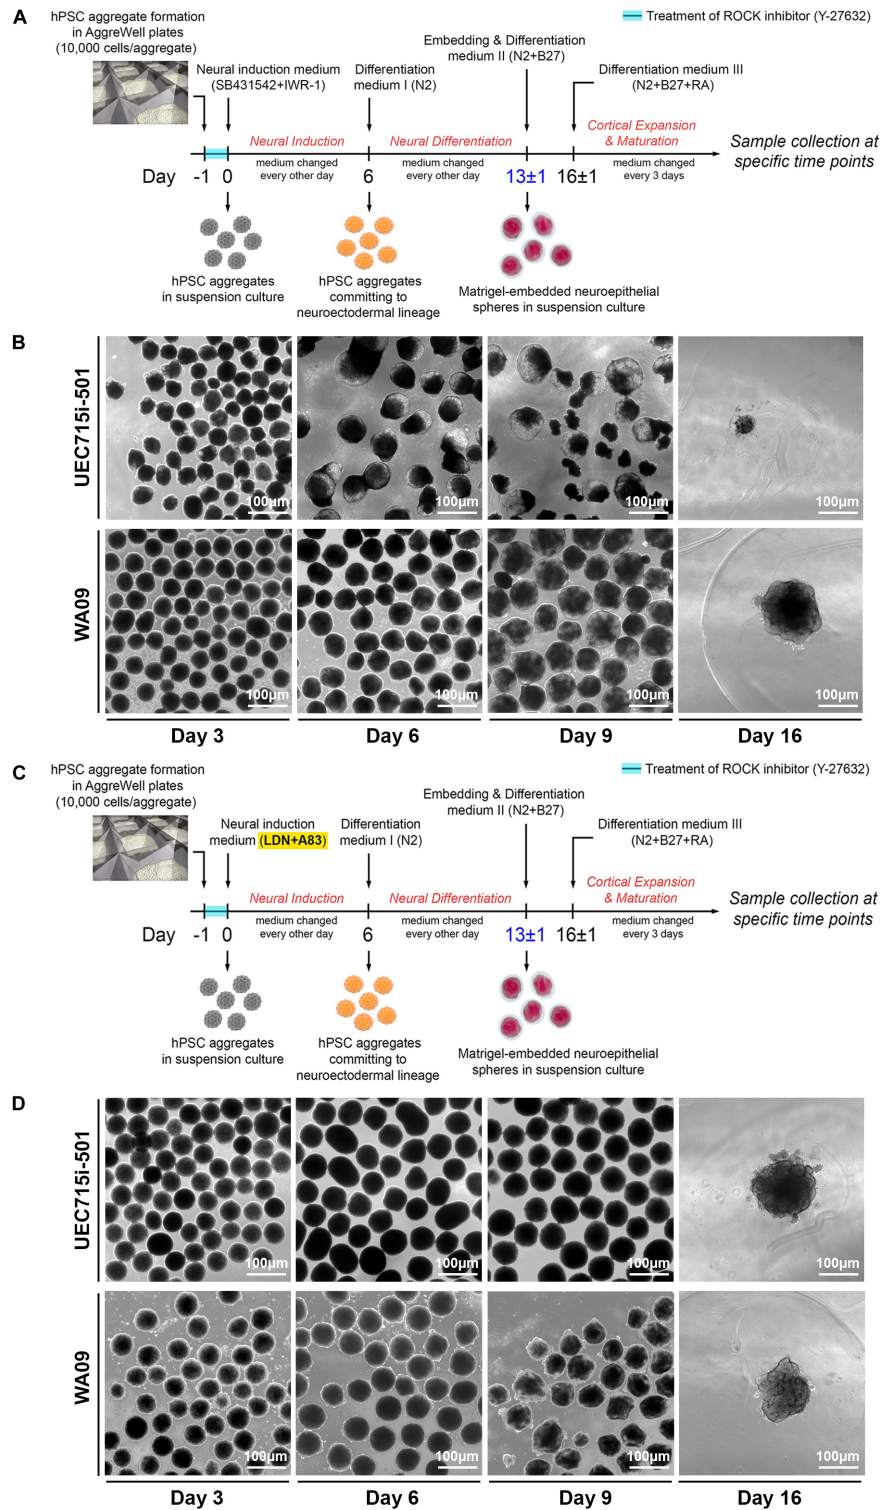 A
hPSC aggregate formation
in AggreWell plates
(10,000 cells/aggregate)
Treatment of ROCK inhibitor (Y-27632)
Neural induction medium
(SB431542+IWR-1)
Differentiation
medium I (N2)
Embedding & Differentiation
medium II (N2+B27)
Differentiation medium III
(N2+B27+RA)
Neural Induction
Neural Differentiation
Cortical Expansion
& Maturation
Sample collection at
specific time points
medium changed
every other day
medium changed
every other day
medium changed
every 3 days
Day -1 0 6 13±1 16±1
hPSC aggregates
in suspension culture
hPSC aggregates
committing to
neuroectodermal lineage
Matrigel-embedded neuroepithelial
spheres in suspension culture
B
UEC715i-501
100µm 100µm 100µm 100µm
WA09
100µm 100µm 100µm 100µm
Day 3 Day 6 Day 9 Day 16
C
hPSC aggregate formation
in AggreWell plates
(10,000 cells/aggregate)
Treatment of ROCK inhibitor (Y-27632)
Neural induction
medium (LDN+A83)
Differentiation
medium I (N2)
Embedding & Differentiation
medium II (N2+B27)
Differentiation medium III
(N2+B27+RA)
Neural Induction
Neural Differentiation
Cortical Expansion
& Maturation
Sample collection at
specific time points
medium changed
every other day
medium changed
every other day
medium changed
every 3 days
Day -1 0 6 13±1 16±1
hPSC aggregates
in suspension culture
hPSC aggregates
committing to
neuroectodermal lineage
Matrigel-embedded neuroepithelial
spheres in suspension culture
D
UEC715i-501
100µm 100µm 100µm 100µm
WA09
100µm 100µm 100µm 100µm
Day 3 Day 6 Day 9 Day 16